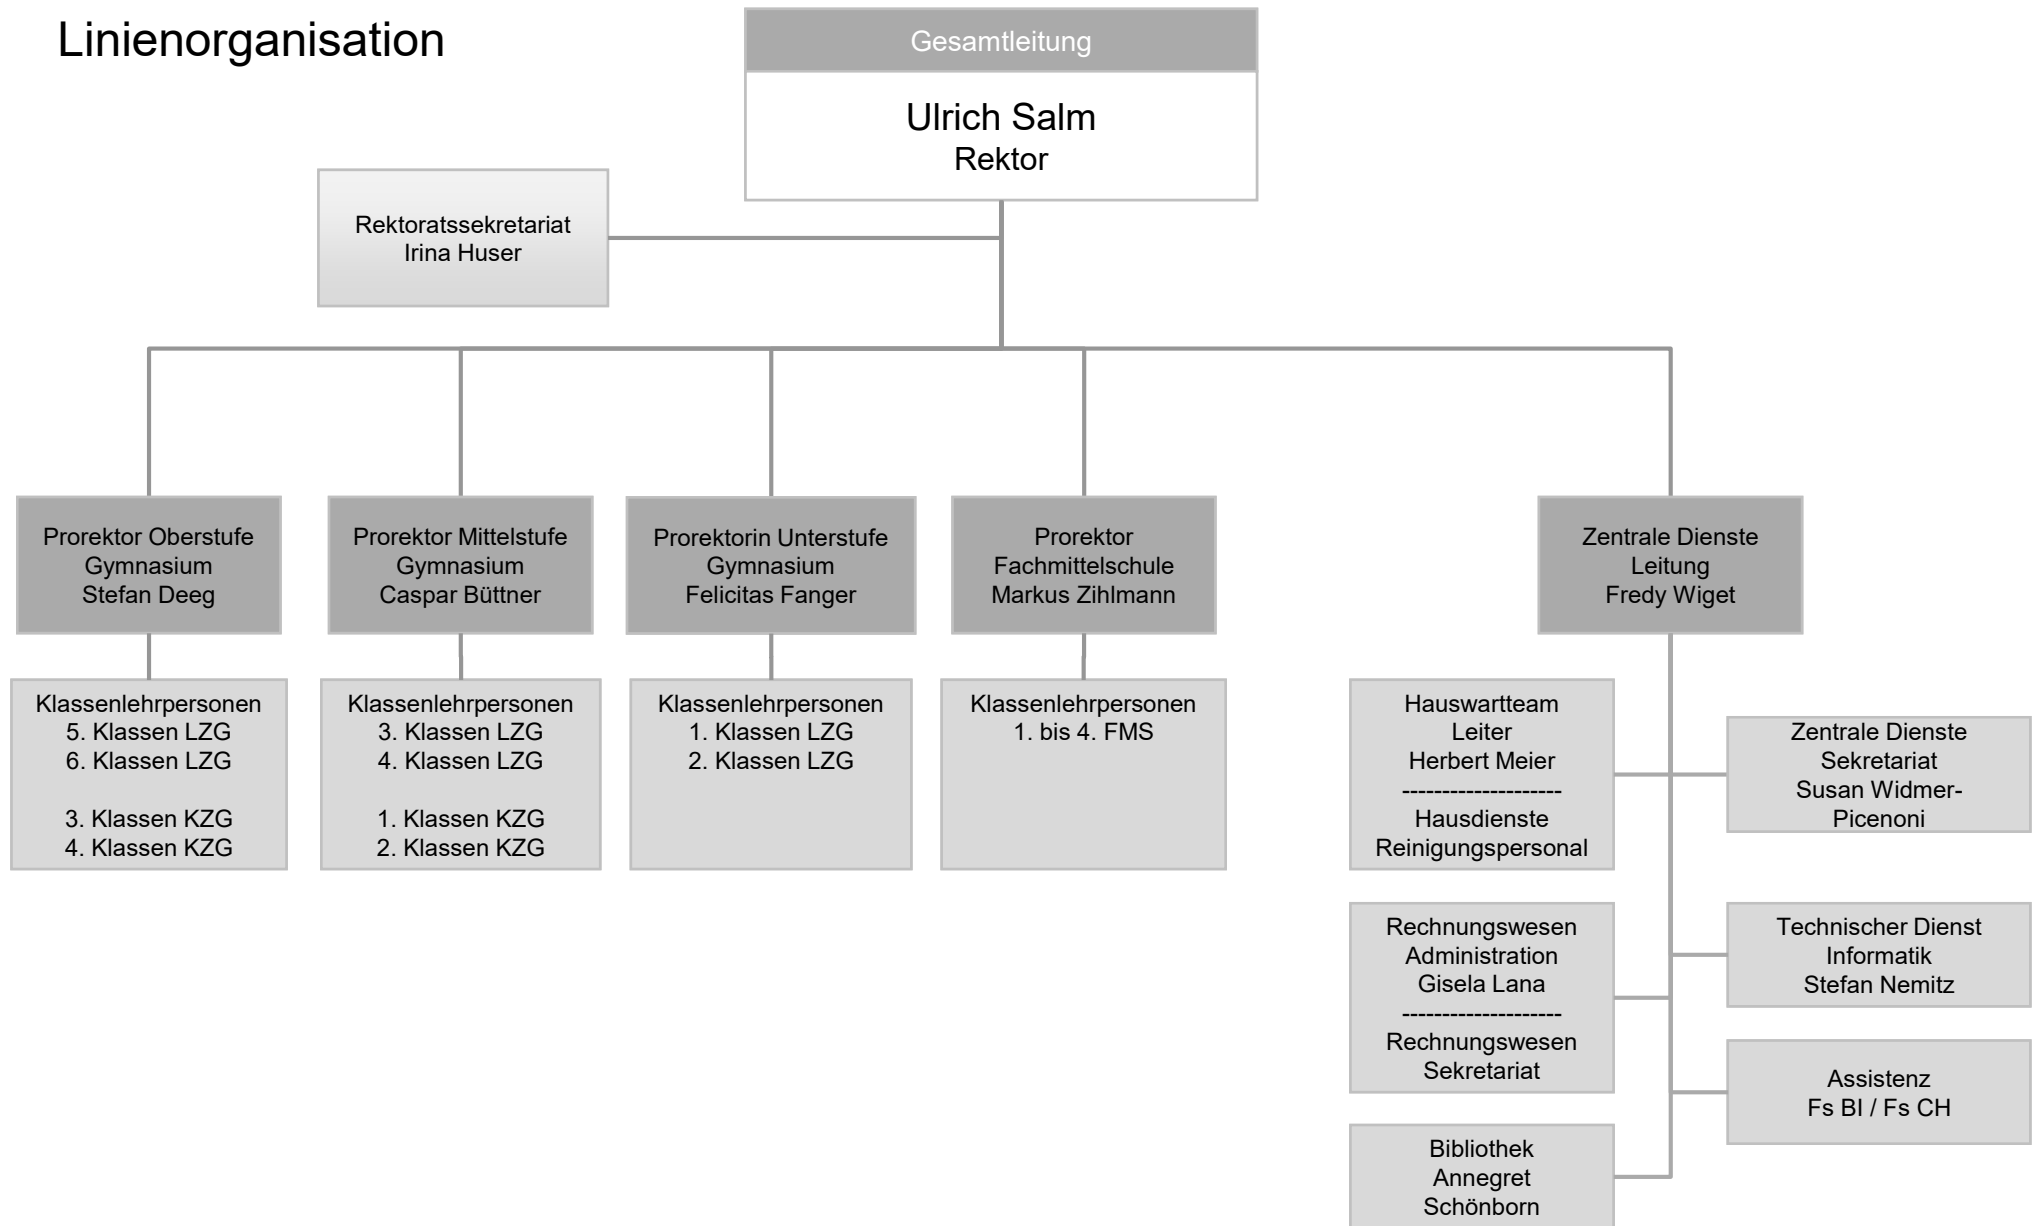 Linienorganisation
Gesamtleitung
Ulrich Salm
Rektor
Rektoratssekretariat
Irina Huser
Prorektor Oberstufe
Gymnasium
Stefan Deeg
Prorektor Mittelstufe
Gymnasium
Caspar Büttner
Prorektorin Unterstufe
Gymnasium
Felicitas Fanger
Prorektor
Fachmittelschule
Markus Zihlmann
Zentrale Dienste
Leitung
Fredy Wiget
Klassenlehrpersonen
5. Klassen LZG
6. Klassen LZG
3. Klassen KZG
4. Klassen KZG
Klassenlehrpersonen
3. Klassen LZG
4. Klassen LZG
1. Klassen KZG
2. Klassen KZG
Klassenlehrpersonen
1. Klassen LZG
2. Klassen LZG
Klassenlehrpersonen
1. bis 4. FMS
Hauswartteam
Leiter
Herbert Meier
--------------------
Hausdienste
Reinigungspersonal
Zentrale Dienste
Sekretariat
Susan Widmer-
Picenoni
Rechnungswesen
Administration
Gisela Lana
--------------------
Rechnungswesen
Sekretariat
Technischer Dienst
Informatik
Stefan Nemitz
Assistenz
Fs BI / Fs CH
Bibliothek
Annegret
Schönborn